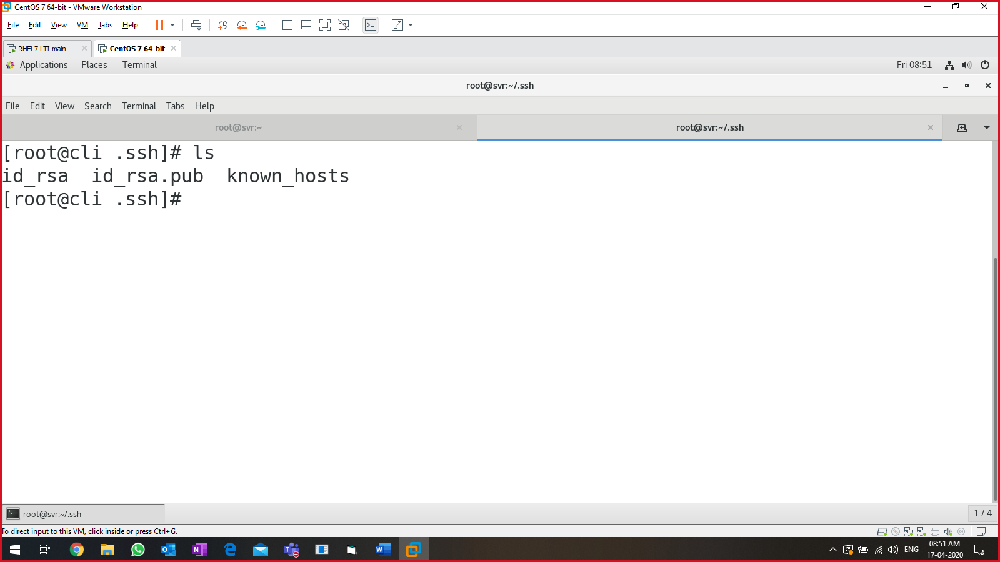 CentOS 7 64-bit - VMware Workstation
File Edit View VM Tabs Help
RHEL7-LTI-main CentOS 7 64-bit
Applications Places Terminal Fri 08:51
root@svr:~/.ssh
File Edit View Search Terminal Tabs Help
root@svr:~ root@svr:~/.ssh
[root@cli .ssh]# ls
id_rsa id_rsa.pub known_hosts
[root@cli .ssh]#
root@svr:~/.ssh 1 / 4
To direct input to this VM, click inside or press Ctrl+G.
ENG 08:51 AM
17-04-2020